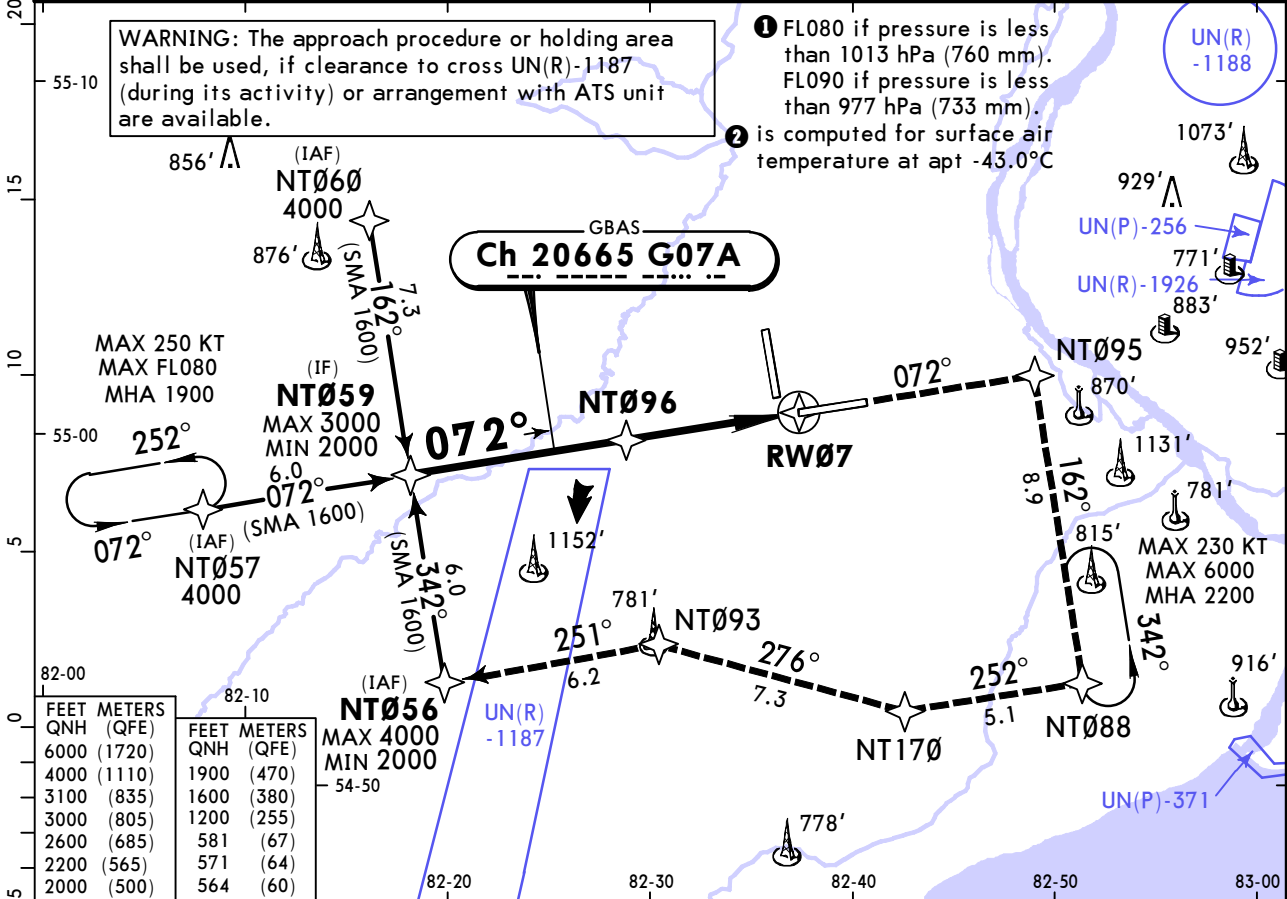 20
WARNING: The approach procedure or holding area
shall be used, if clearance to cross UN(R)-1187
(during its activity) or arrangement with ATS unit
are available.
1 FL080 if pressure is less
than 1013 hPa (760 mm).
FL090 if pressure is less
than 977 hPa (733 mm).
2 is computed for surface air
temperature at apt -43.0°C
UN(R)
-1188
55-10
856'
1073'
(IAF)
NTØ60
4000
15
929'
UN(P)-256
876'
GBAS
Ch 20665 G07A
771'
UN(R)-1926
7.3
162°
(SMA 1600)
883'
MAX 250 KT
MAX FL080
MHA 1900
(IF)
NTØ59
MAX 3000
MIN 2000
NTØ95
952'
10
072°
870'
NTØ96
55-00
252°
072°
RWØ7
1131'
6.0
072°
(SMA 1600)
781'
162°
8.9
072°
(IAF)
NTØ57
4000
1152'
815'
MAX 230 KT
MAX 6000
MHA 2200
5
6.0
342°
(SMA 1600)
781'
NTØ93
342°
251°
6.2
276°
7.3
252°
5.1
916'
82-00
82-10
(IAF)
NTØ56
MAX 4000
MIN 2000
UN(R)
-1187
NT17Ø
NTØ88
0
FEET METERS
QNH (QFE)
6000 (1720)
4000 (1110)
3100 (835)
3000 (805)
2600 (685)
2200 (565)
2000 (500)
FEET METERS
QNH (QFE)
1900 (470)
1600 (380)
1200 (255)
581 (67)
571 (64)
564 (60)
54-50
UN(P)-371
778'
5
82-20
82-30
82-40
82-50
83-00